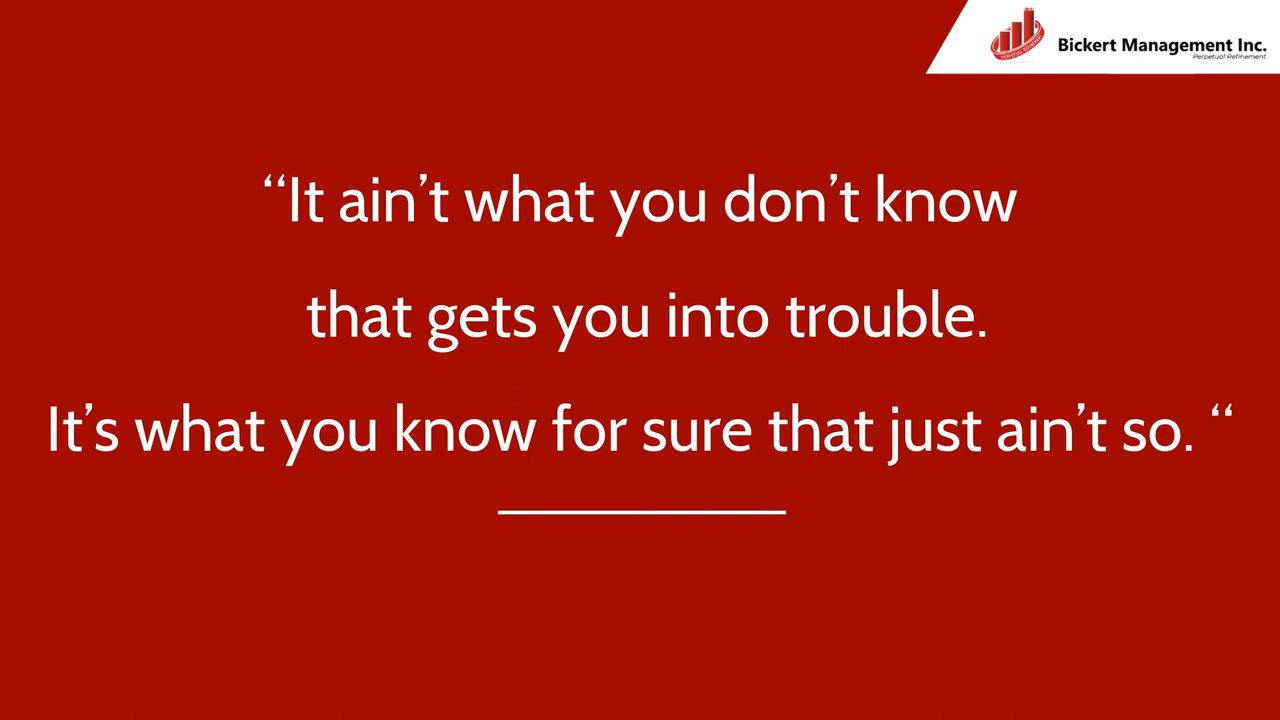 Bickert Management Inc.
Perpetual Refinement
“It ain’t what you don’t know
that gets you into trouble.
It’s what you know for sure that just ain’t so. “